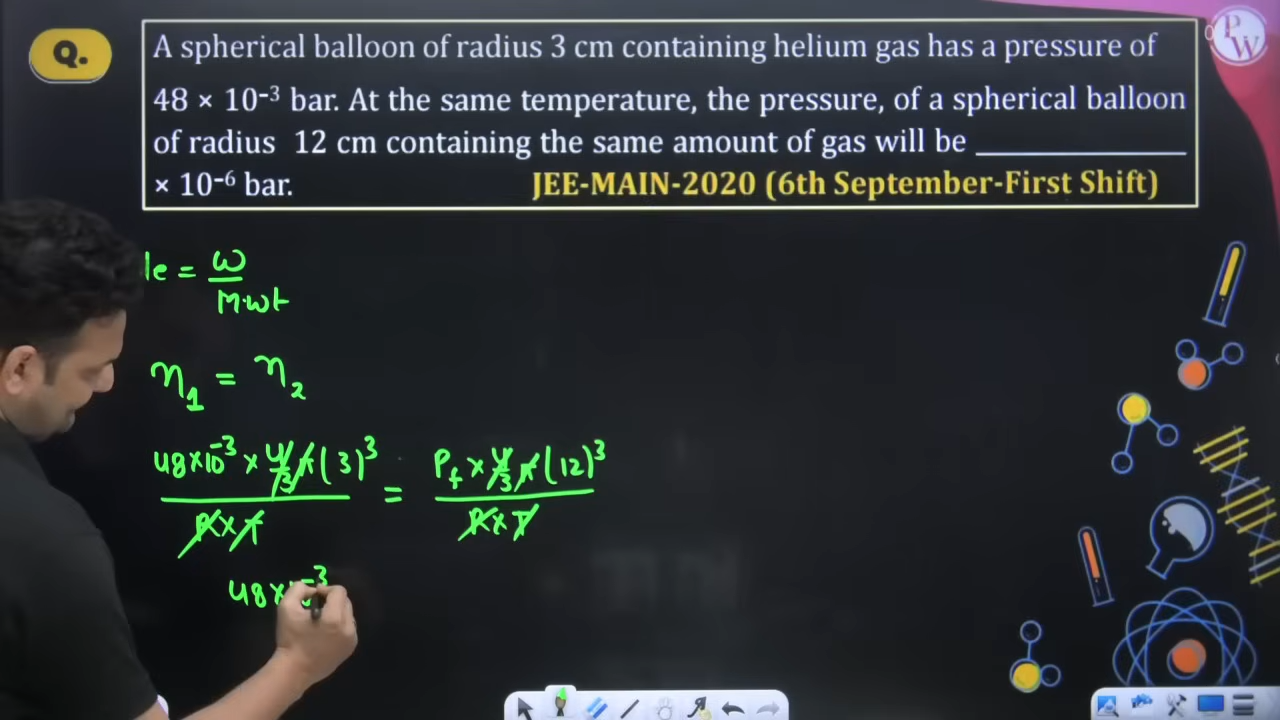 Q.
A spherical balloon of radius 3 cm containing helium gas has a pressure of
48 × 10⁻³ bar. At the same temperature, the pressure, of a spherical balloon
of radius 12 cm containing the same amount of gas will be ____________
× 10⁻⁶ bar.
JEE-MAIN-2020 (6th September-First Shift)
PW
le = w / M.wt
n₁ = n₂
48×10⁻³ × 4/3 π (3)³ / R×T = P_f × 4/3 π (12)³ / R×T